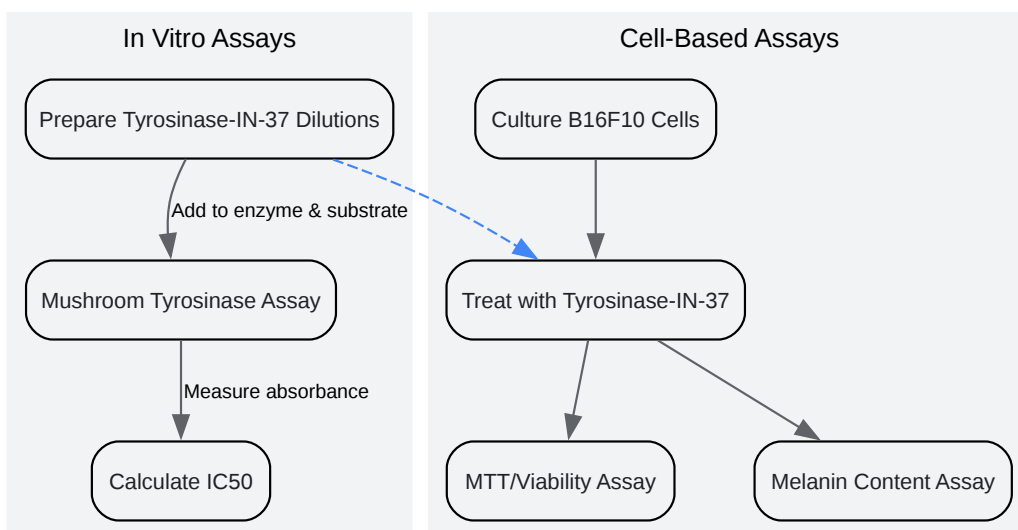 In Vitro Assays
Prepare Tyrosinase-IN-37 Dilutions
Add to enzyme & substrate
Mushroom Tyrosinase Assay
Measure absorbance
Calculate IC50
Cell-Based Assays
Culture B16F10 Cells
Treat with Tyrosinase-IN-37
MTT/Viability Assay
Melanin Content Assay